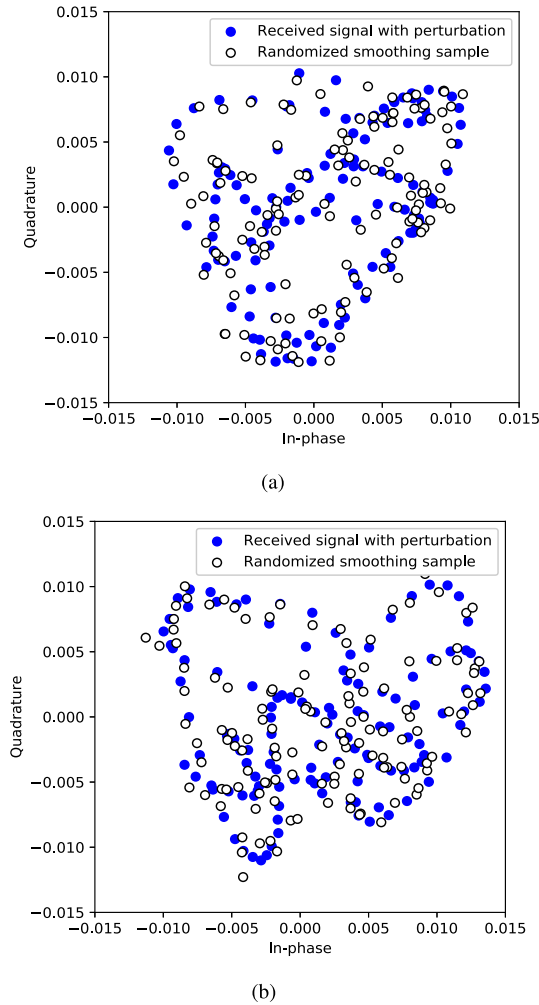 0.015
Received signal with perturbation
Randomized smoothing sample
0.010
0.005
0.000
−0.005
−0.010
−0.015
Quadrature
−0.015 −0.010 −0.005 0.000 0.005 0.010 0.015
In-phase
(a)
0.015
Received signal with perturbation
Randomized smoothing sample
0.010
0.005
0.000
−0.005
−0.010
−0.015
Quadrature
−0.015 −0.010 −0.005 0.000 0.005 0.010 0.015
In-phase
(b)